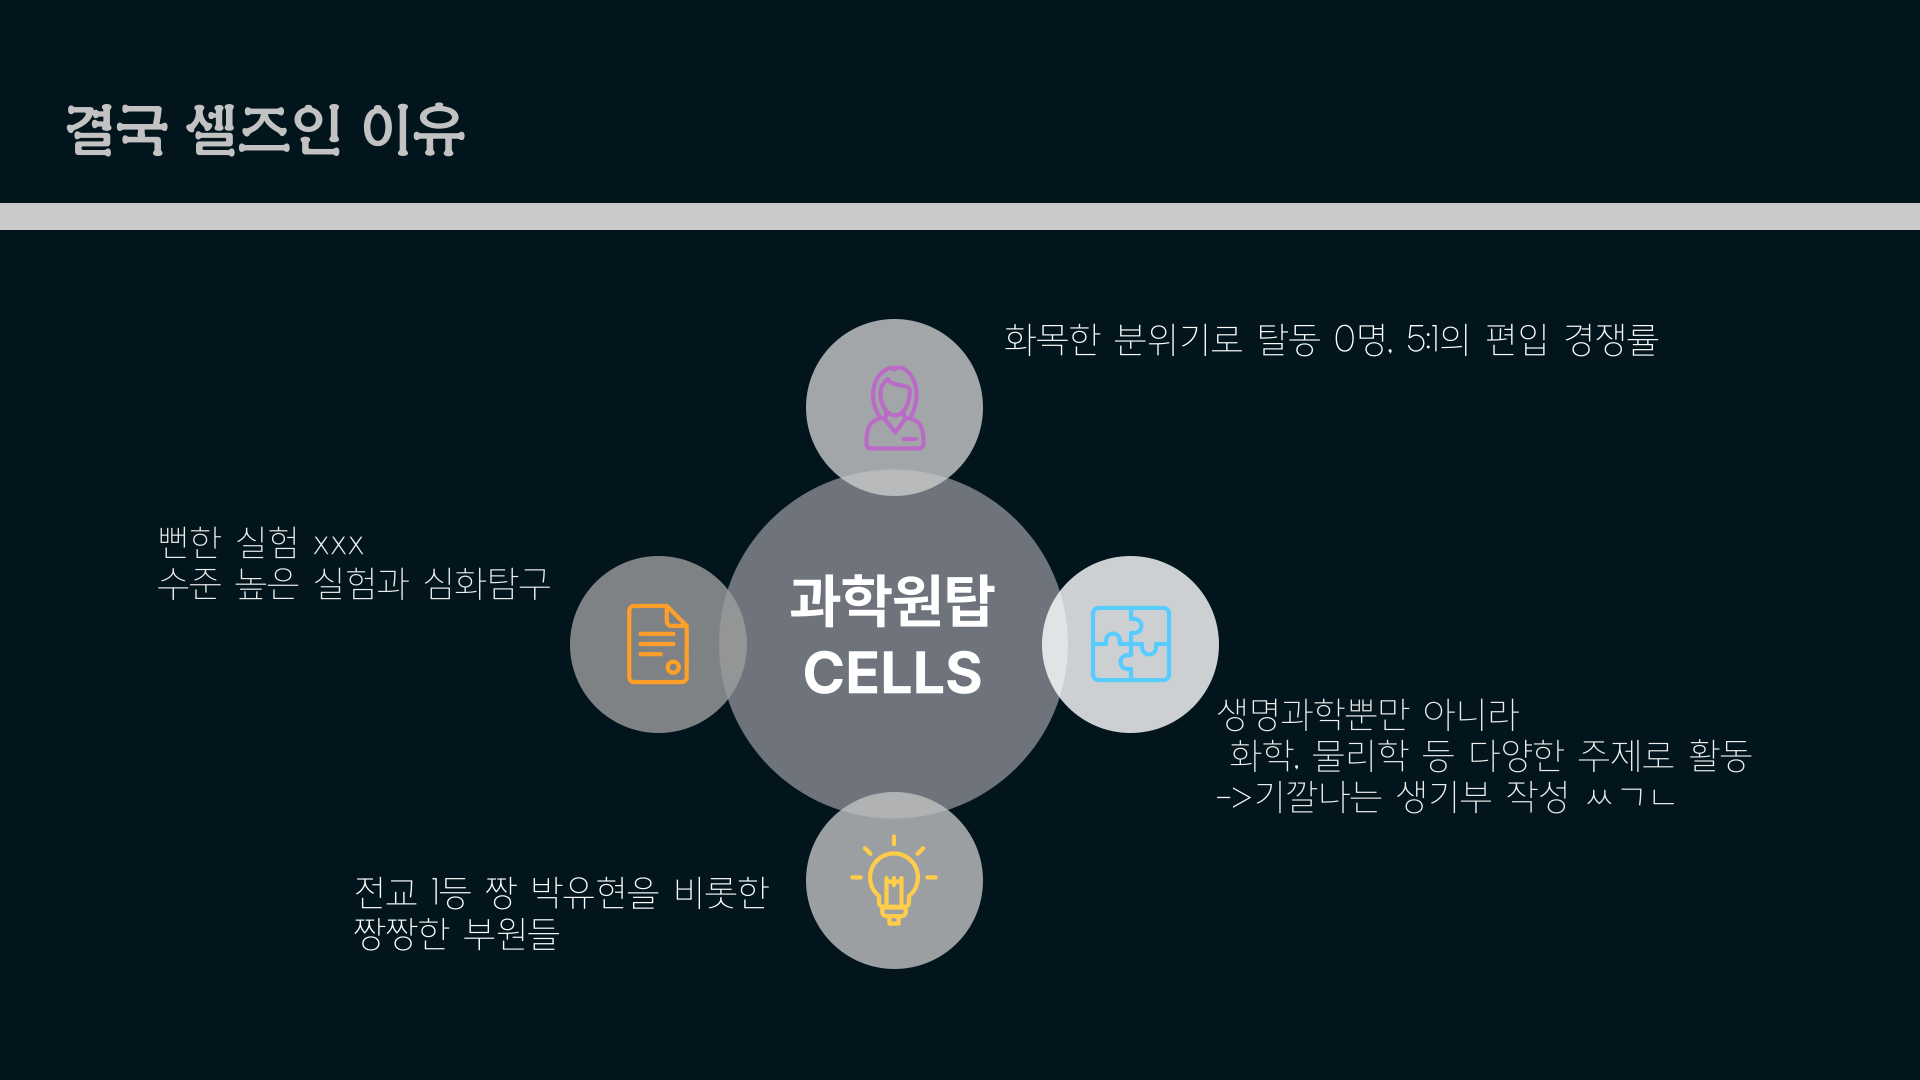 결국 셀즈인 이유
화목한 분위기로 탈동 0명, 5:1의 편입 경쟁률
뻔한 실험 xxx
수준 높은 실험과 심화탐구
과학원탑
CELLS
생명과학뿐만 아니라
화학, 물리학 등 다양한 주제로 활동
->기깔나는 생기부 작성 ㅆㄱㄴ
전교 1등 짱 박유현을 비롯한
짱짱한 부원들